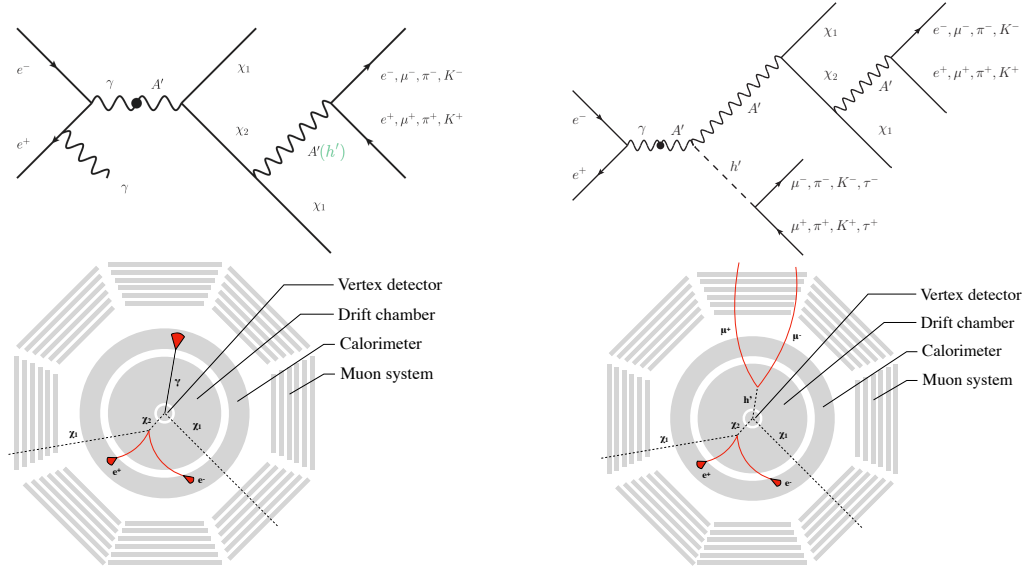 e⁻
e⁺
γ
A′
γ
χ₁
χ₂
A′(h′)
χ₁
e⁻, μ⁻, π⁻, K⁻
e⁺, μ⁺, π⁺, K⁺
e⁻
e⁺
γ
A′
A′
h′
χ₁
χ₂
A′
χ₁
e⁻, μ⁻, π⁻, K⁻
e⁺, μ⁺, π⁺, K⁺
μ⁻, π⁻, K⁻, τ⁻
μ⁺, π⁺, K⁺, τ⁺
Vertex detector
Drift chamber
Calorimeter
Muon system
γ
χ₂
χ₁
χ₁
e⁺
e⁻
Vertex detector
Drift chamber
Calorimeter
Muon system
μ⁺
μ⁻
h'
χ₂
χ₁
χ₁
e⁺
e⁻